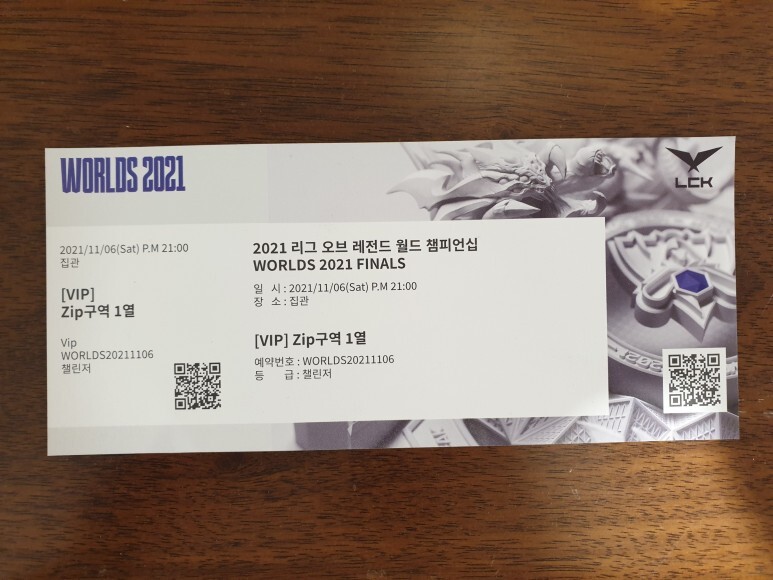 WORLDS 2021
LCK
2021/11/06(Sat) P.M 21:00
집관
[VIP]
Zip구역 1열
Vip
WORLDS20211106
챌린저
2021 리그 오브 레전드 월드 챔피언십
WORLDS 2021 FINALS
일 시 : 2021/11/06(Sat) P.M 21:00
장 소 : 집관
[VIP] Zip구역 1열
예약번호 : WORLDS20211106
등 급 : 챌린저